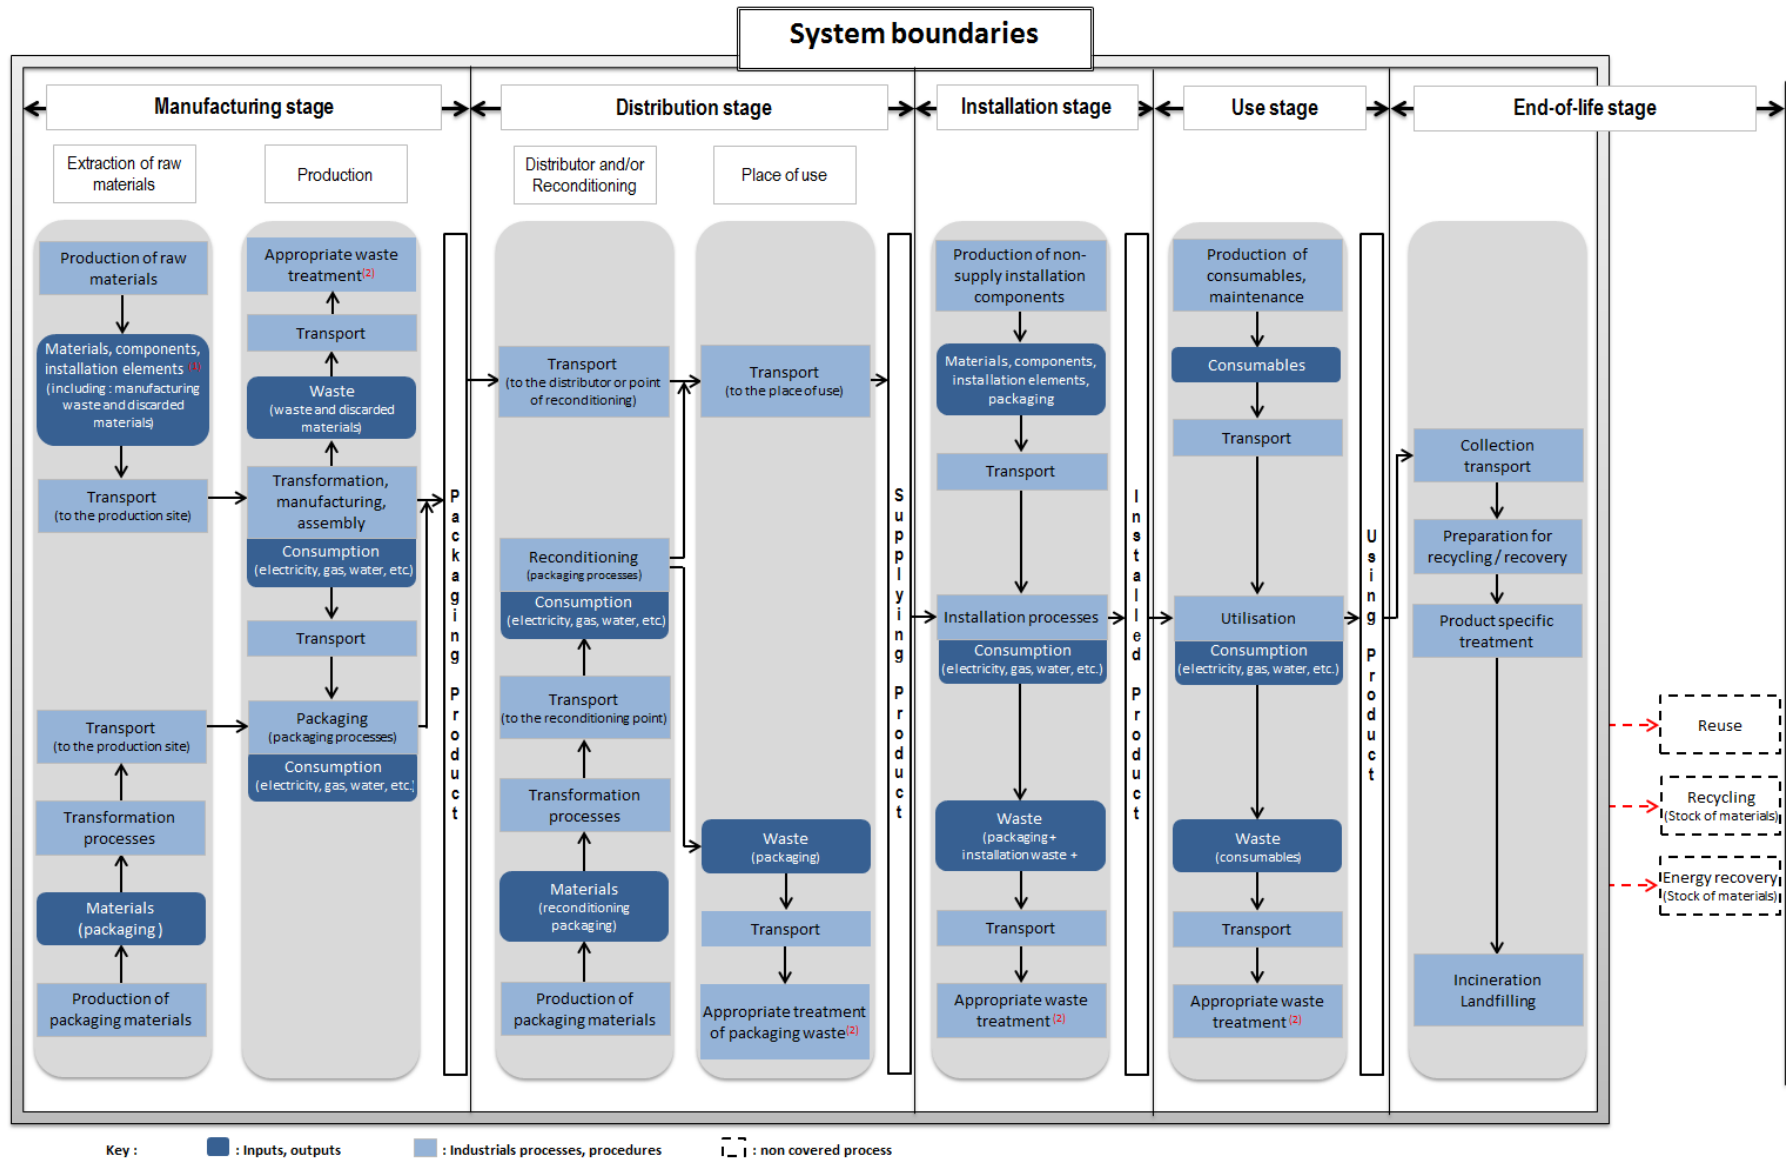 System boundaries
Manufacturing stage
Distribution stage
Installation stage
Use stage
End-of-life stage
Extraction of raw
materials
Production
Distributor and/or
Reconditioning
Place of use
Production of raw
materials
Materials, components,
installation elements (1)
(including : manufacturing
waste and discarded
materials)
Transport
(to the production site)
Transport
(to the production site)
Transformation
processes
Materials
(packaging)
Production of
packaging materials
Appropriate waste
treatment(2)
Transport
Waste
(waste and discarded
materials)
Transformation,
manufacturing,
assembly
Consumption
(electricity, gas, water, etc.)
Transport
Packaging
(packaging processes)
Consumption
(electricity, gas, water, etc.)
Packaging Product
Transport
(to the distributor or point
of reconditioning)
Reconditioning
(packaging processes)
Consumption
(electricity, gas, water, etc.)
Transport
(to the reconditioning point)
Transformation
processes
Materials
(reconditioning
packaging)
Production of
packaging materials
Transport
(to the place of use)
Waste
(packaging)
Transport
Appropriate treatment
of packaging waste(2)
Supplying Product
Production of non-
supply installation
components
Materials, components,
installation elements,
packaging
Transport
Installation processes
Consumption
(electricity, gas, water, etc.)
Waste
(packaging +
installation waste +
Transport
Appropriate waste
treatment (2)
Installed Product
Production of
consumables,
maintenance
Consumables
Transport
Utilisation
Consumption
(electricity, gas, water, etc.)
Waste
(consumables)
Transport
Appropriate waste
treatment (2)
Using Product
Collection
transport
Preparation for
recycling / recovery
Product specific
treatment
Incineration
Landfilling
Reuse
Recycling
(Stock of materials)
Energy recovery
(Stock of materials)
Key :
: Inputs, outputs
: Industrials processes, procedures
: non covered process